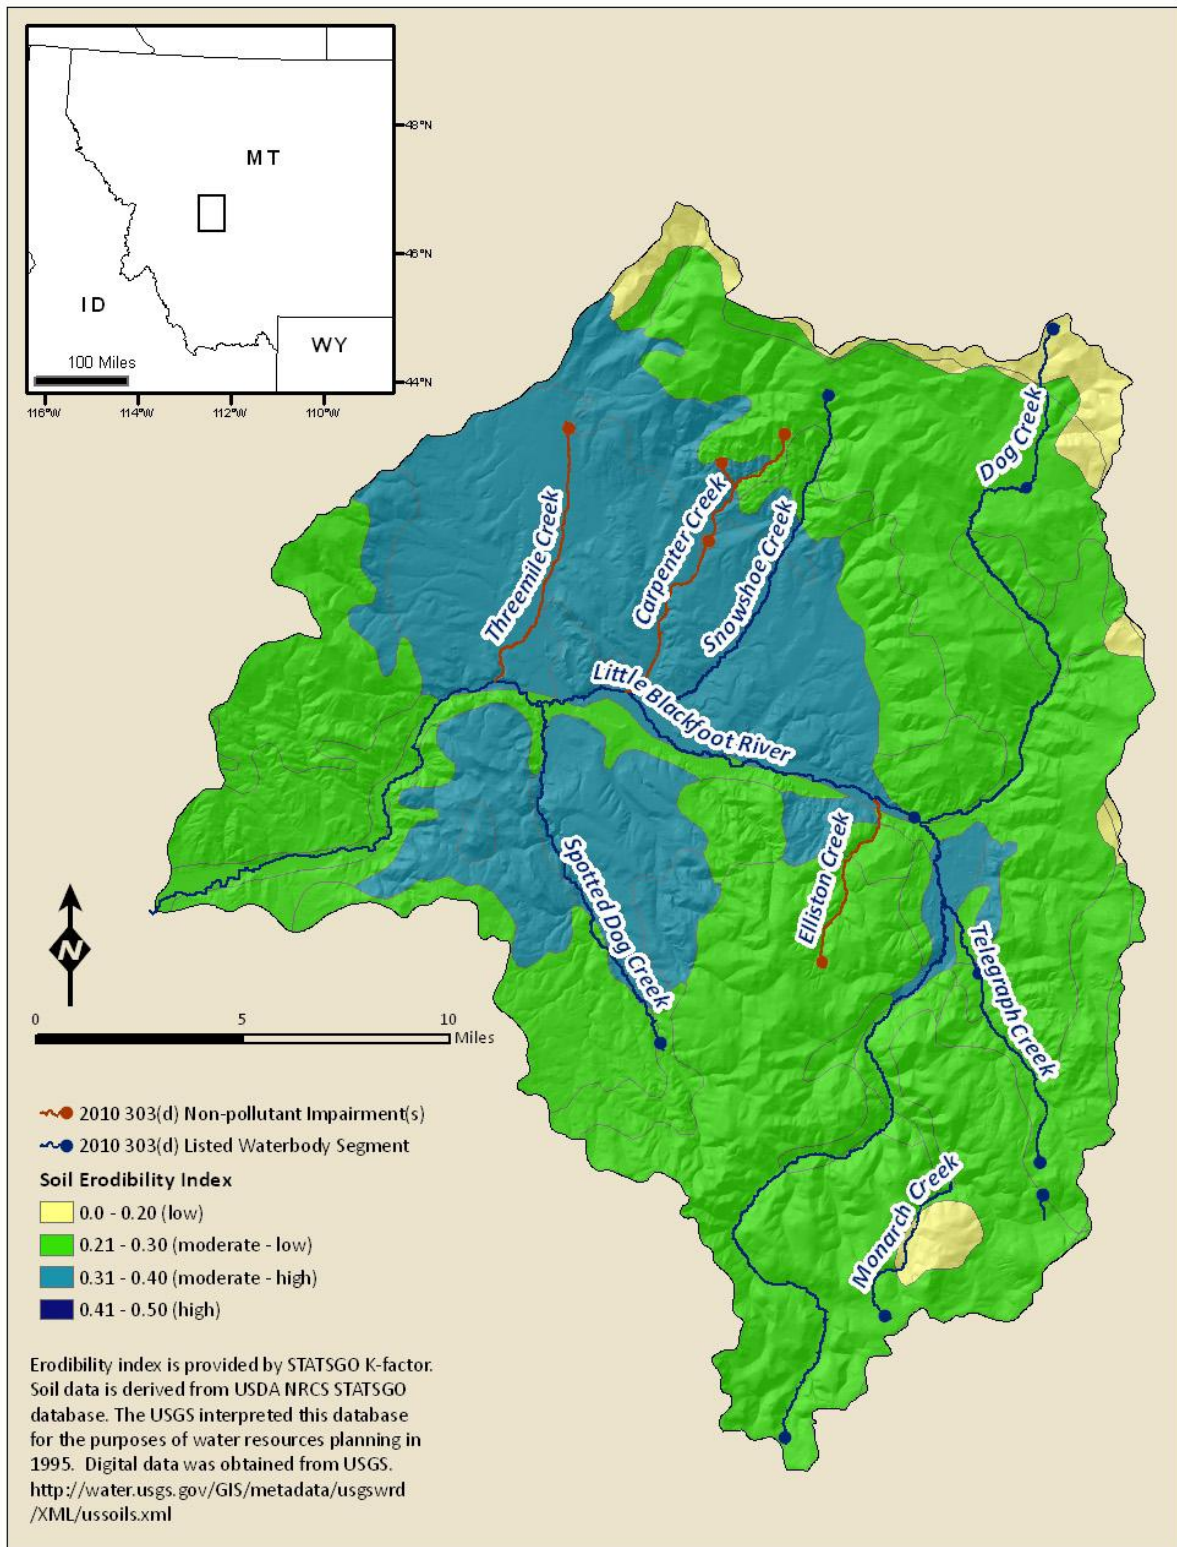 MT
ID
WY
100 Miles
48°N
46°N
44°N
116°W
114°W
112°W
110°W
Dog Creek
Threemile Creek
Carpenter Creek
Snowshoe Creek
Little Blackfoot River
Spotted Dog Creek
Elliston Creek
Telegraph Creek
Monarch Creek
N
0 5 10
Miles
2010 303(d) Non-pollutant Impairment(s)
2010 303(d) Listed Waterbody Segment
Soil Erodibility Index
0.0 - 0.20 (low)
0.21 - 0.30 (moderate - low)
0.31 - 0.40 (moderate - high)
0.41 - 0.50 (high)
Erodibility index is provided by STATSGO K-factor.
Soil data is derived from USDA NRCS STATSGO
database. The USGS interpreted this database
for the purposes of water resources planning in
1995. Digital data was obtained from USGS.
http://water.usgs.gov/GIS/metadata/usgswrd
/XML/ussoils.xml